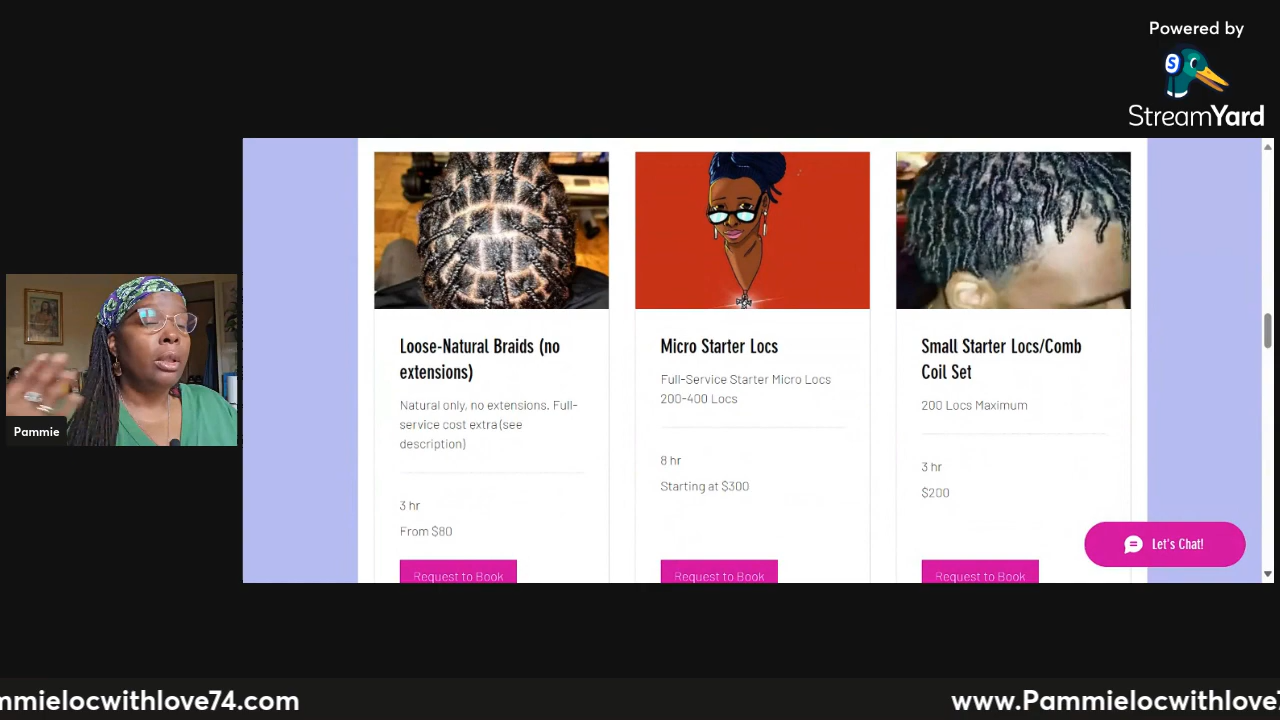 Powered by
StreamYard
Loose-Natural Braids (no
extensions)
Natural only, no extensions. Full-
service cost extra (see
description)
3 hr
From $80
Request to Book
Micro Starter Locs
Full-Service Starter Micro Locs
200-400 Locs
8 hr
Starting at $300
Request to Book
Small Starter Locs/Comb
Coil Set
200 Locs Maximum
3 hr
$200
Request to Book
Let's Chat!
Pammie
mmielocwithlove74.com
www.Pammielocwithlove7